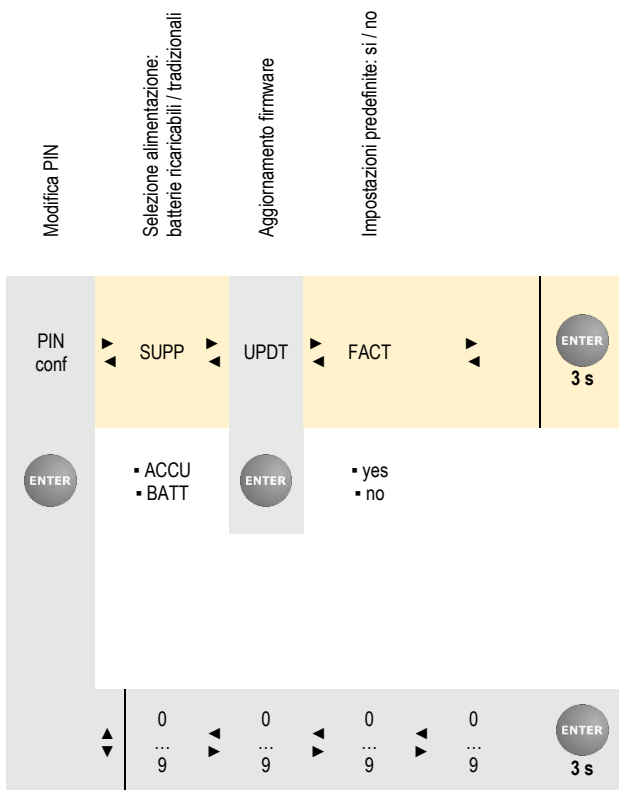 Modifica PIN
Selezione alimentazione:
batterie ricaricabili / tradizionali
Aggiornamento firmware
Impostazioni predefinite: si / no
PIN
conf
► ◄
SUPP
► ◄
UPDT
► ◄
FACT
► ◄
ENTER
3 s
ENTER
▪ ACCU
▪ BATT
ENTER
▪ yes
▪ no
▲ ▼
0
…
9
◄ ►
0
…
9
◄ ►
0
…
9
◄ ►
0
…
9
ENTER
3 s